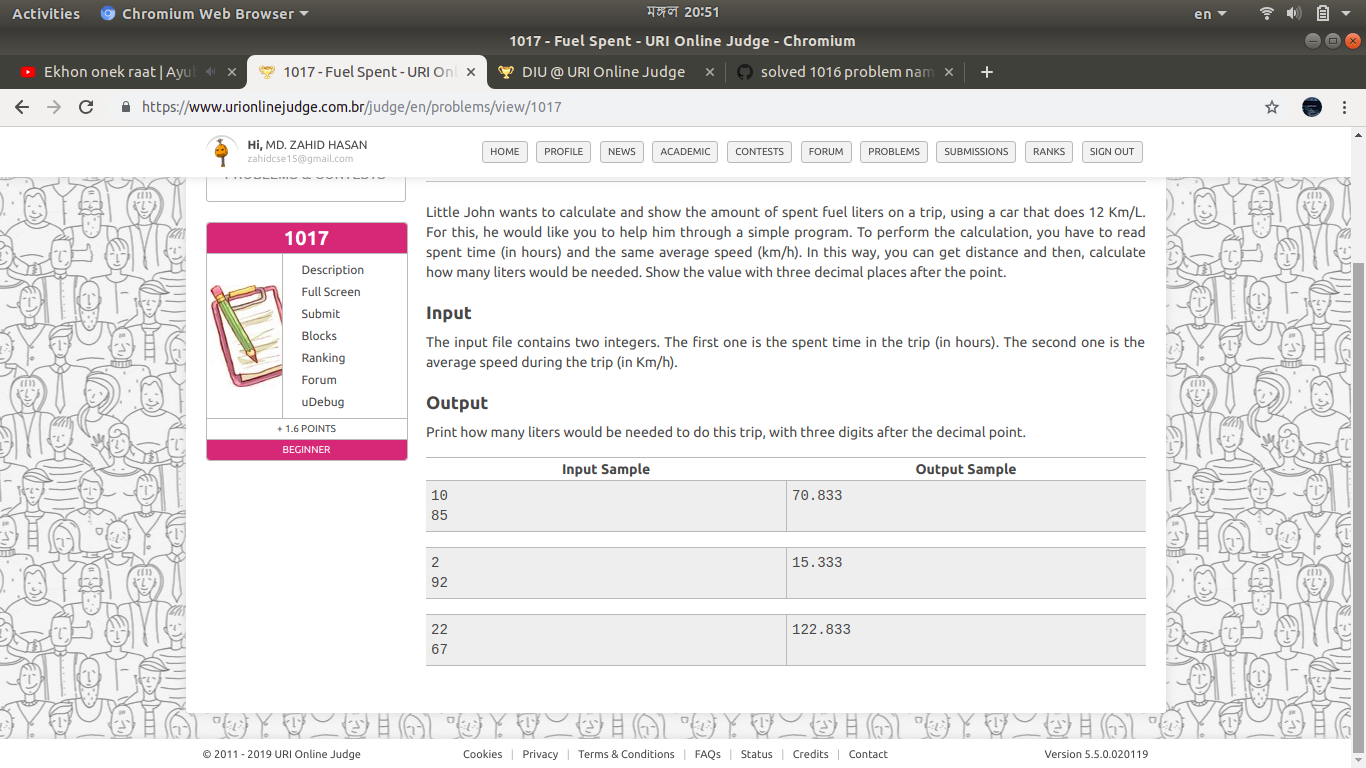 Activities
Chromium Web Browser
মঙ্গল 20:51
en
1017 - Fuel Spent - URI Online Judge - Chromium
Ekhon onek raat | Ayub
1017 - Fuel Spent - URI Onl
DIU @ URI Online Judge
solved 1016 problem nam
https://www.urionlinejudge.com.br/judge/en/problems/view/1017
Hi, MD. ZAHID HASAN
zahidcse15@gmail.com
HOME PROFILE NEWS ACADEMIC CONTESTS FORUM PROBLEMS SUBMISSIONS RANKS SIGN OUT
PROBLEMS & CONTESTS
1017
Description
Full Screen
Submit
Blocks
Ranking
Forum
uDebug
+ 1.6 POINTS
BEGINNER
Little John wants to calculate and show the amount of spent fuel liters on a trip, using a car that does 12 Km/L.
For this, he would like you to help him through a simple program. To perform the calculation, you have to read
spent time (in hours) and the same average speed (km/h). In this way, you can get distance and then, calculate
how many liters would be needed. Show the value with three decimal places after the point.
Input
The input file contains two integers. The first one is the spent time in the trip (in hours). The second one is the
average speed during the trip (in Km/h).
Output
Print how many liters would be needed to do this trip, with three digits after the decimal point.
Input Sample Output Sample
10 70.833
85
2 15.333
92
22 122.833
67
© 2011 - 2019 URI Online Judge
Cookies | Privacy | Terms & Conditions | FAQs | Status | Credits | Contact
Version 5.5.0.020119